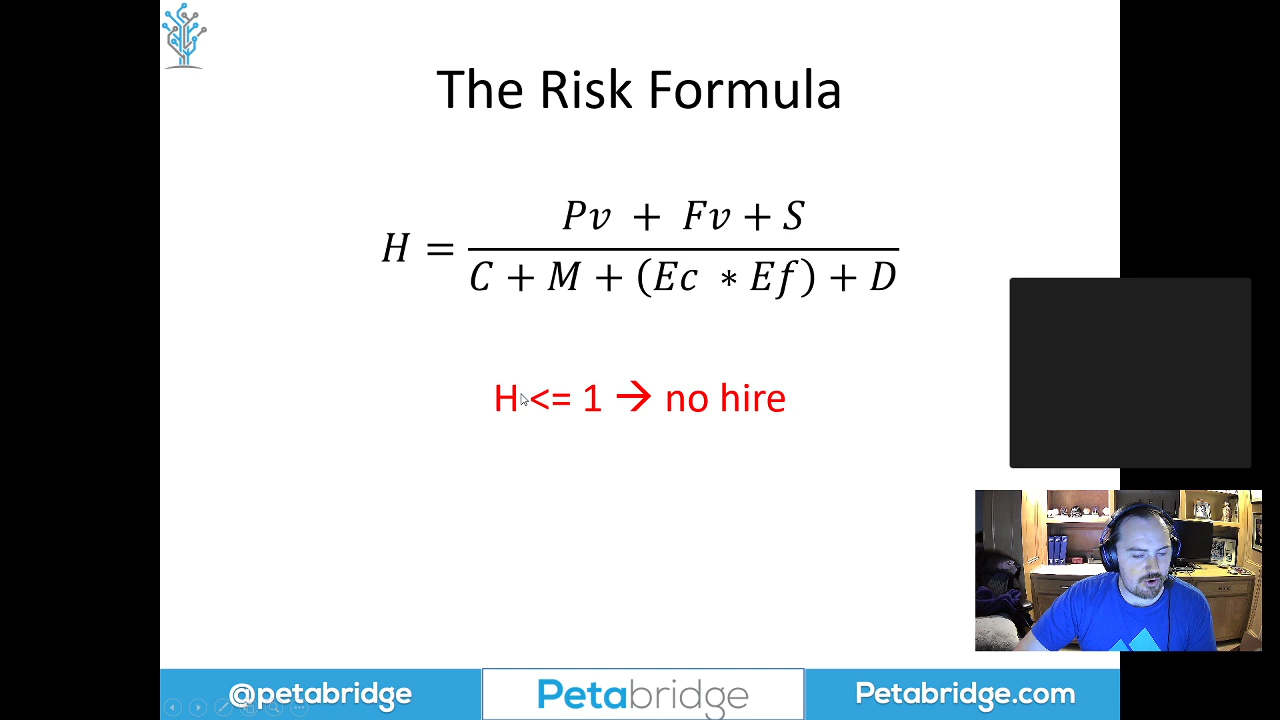 The Risk Formula
H = (Pv + Fv + S) / (C + M + (Ec * Ef) + D)
H <= 1 → no hire
@petabridge
Petabridge
Petabridge.com